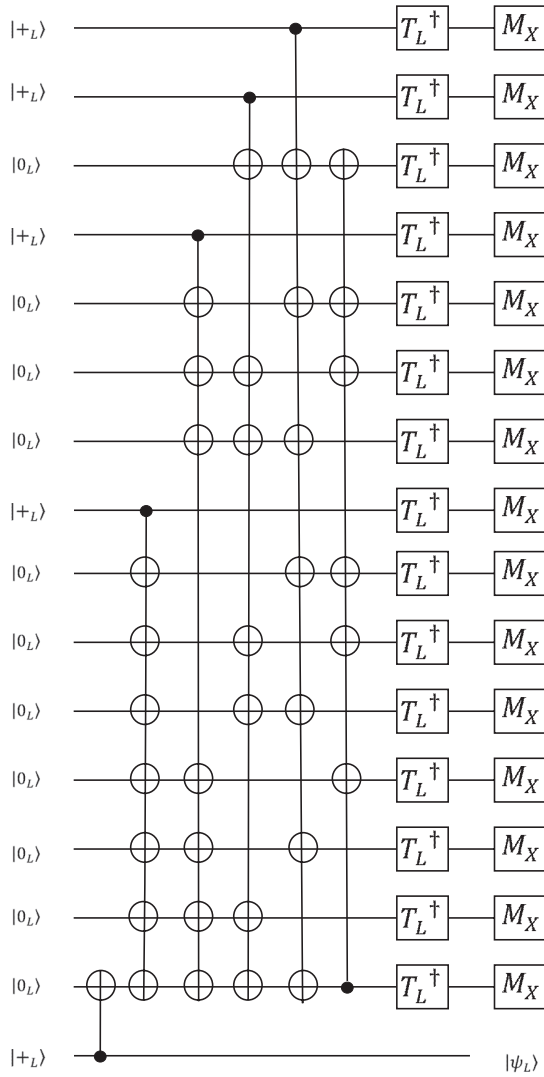 |+_L⟩ T_L† M_X
|+_L⟩ T_L† M_X
|0_L⟩ T_L† M_X
|+_L⟩ T_L† M_X
|0_L⟩ T_L† M_X
|0_L⟩ T_L† M_X
|0_L⟩ T_L† M_X
|+_L⟩ T_L† M_X
|0_L⟩ T_L† M_X
|0_L⟩ T_L† M_X
|0_L⟩ T_L† M_X
|0_L⟩ T_L† M_X
|0_L⟩ T_L† M_X
|0_L⟩ T_L† M_X
|0_L⟩ T_L† M_X
|+_L⟩ |ψ_L⟩